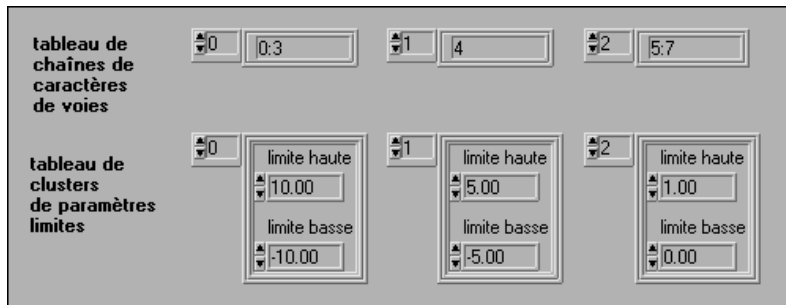 tableau de
chaînes de
caractères
de voies
0 0:3
1 4
2 5:7
tableau de
clusters
de paramètres
limites
0
limite haute
10.00
limite basse
-10.00
1
limite haute
5.00
limite basse
-5.00
2
limite haute
1.00
limite basse
0.00